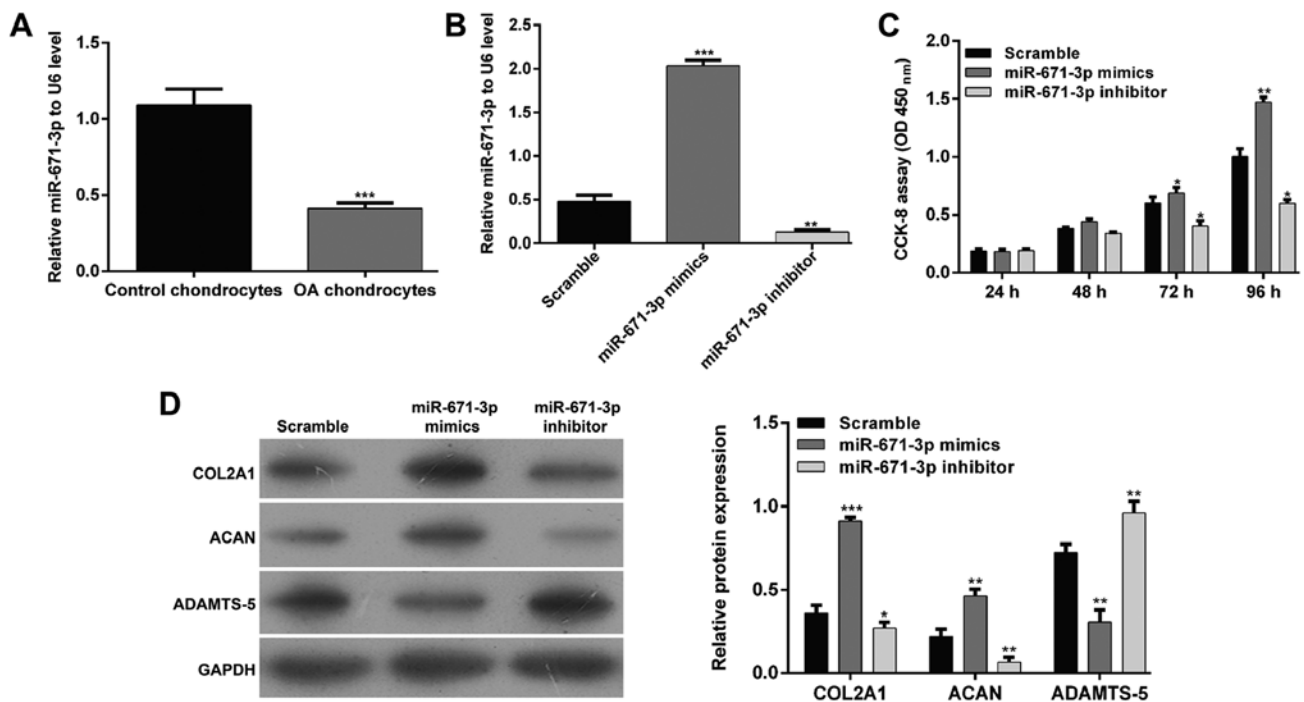 A
Relative miR-671-3p to U6 level
1.5
1.0
0.5
0.0
***
Control chondrocytes
OA chondrocytes
B
Relative miR-671-3p to U6 level
2.5
2.0
1.5
1.0
0.5
0.0
***
**
Scramble
miR-671-3p mimics
miR-671-3p inhibitor
C
CCK-8 assay (OD 450nm)
2.0
1.5
1.0
0.5
0.0
Scramble
miR-671-3p mimics
miR-671-3p inhibitor
*
*
**
*
24 h
48 h
72 h
96 h
D
Scramble
miR-671-3p
mimics
miR-671-3p
inhibitor
COL2A1
ACAN
ADAMTS-5
GAPDH
Relative protein expression
1.5
1.0
0.5
0.0
Scramble
miR-671-3p mimics
miR-671-3p inhibitor
***
*
**
**
**
**
COL2A1
ACAN
ADAMTS-5